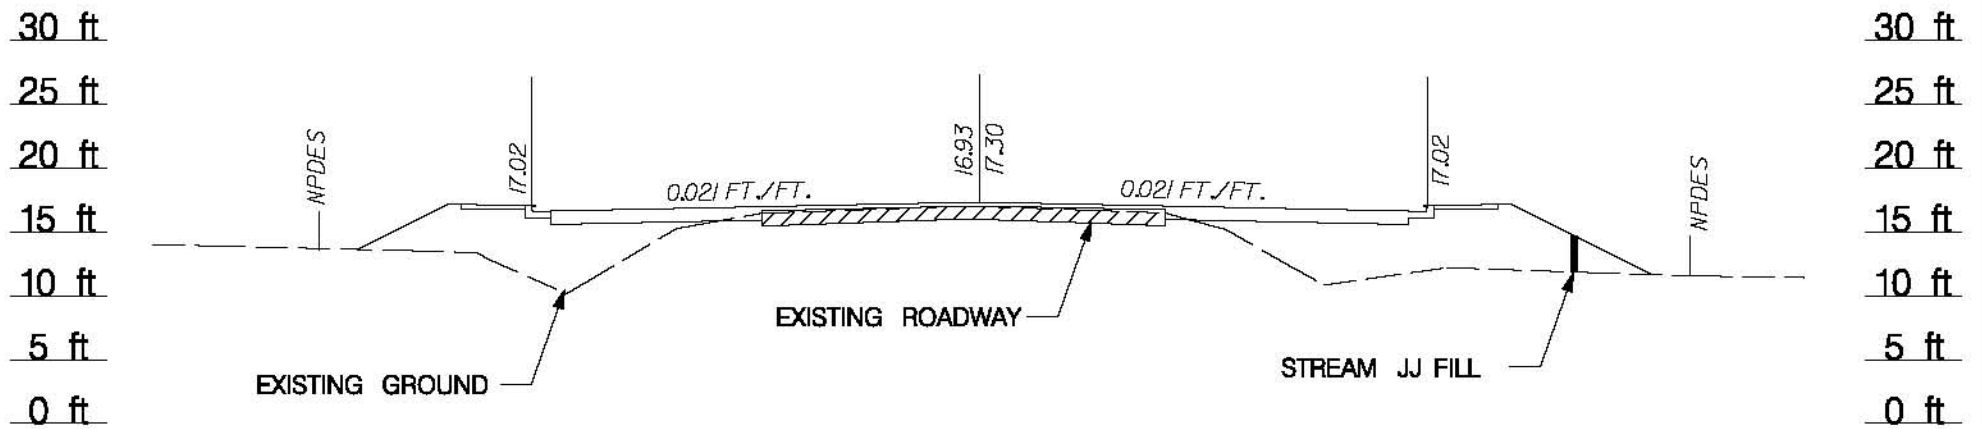 30 ft
30 ft
25 ft
25 ft
20 ft
20 ft
NPDES
17.02
0.021 FT./FT.
16.93
17.30
0.021 FT./FT.
17.02
NPDES
15 ft
15 ft
10 ft
10 ft
EXISTING ROADWAY
5 ft
5 ft
STREAM JJ FILL
EXISTING GROUND
0 ft
0 ft